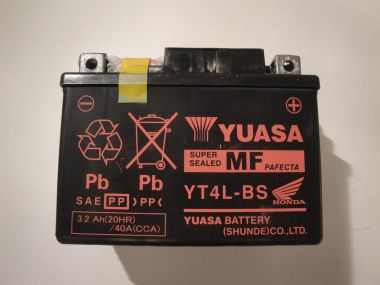 YUASA
SUPER SEALED MF PAFECTA
Pb Pb
YT4L-BS
HONDA
SAE PP >PP<
3.2 Ah(20HR)
/40A(CCA)
YUASA BATTERY
(SHUNDE)CO.,LTD.